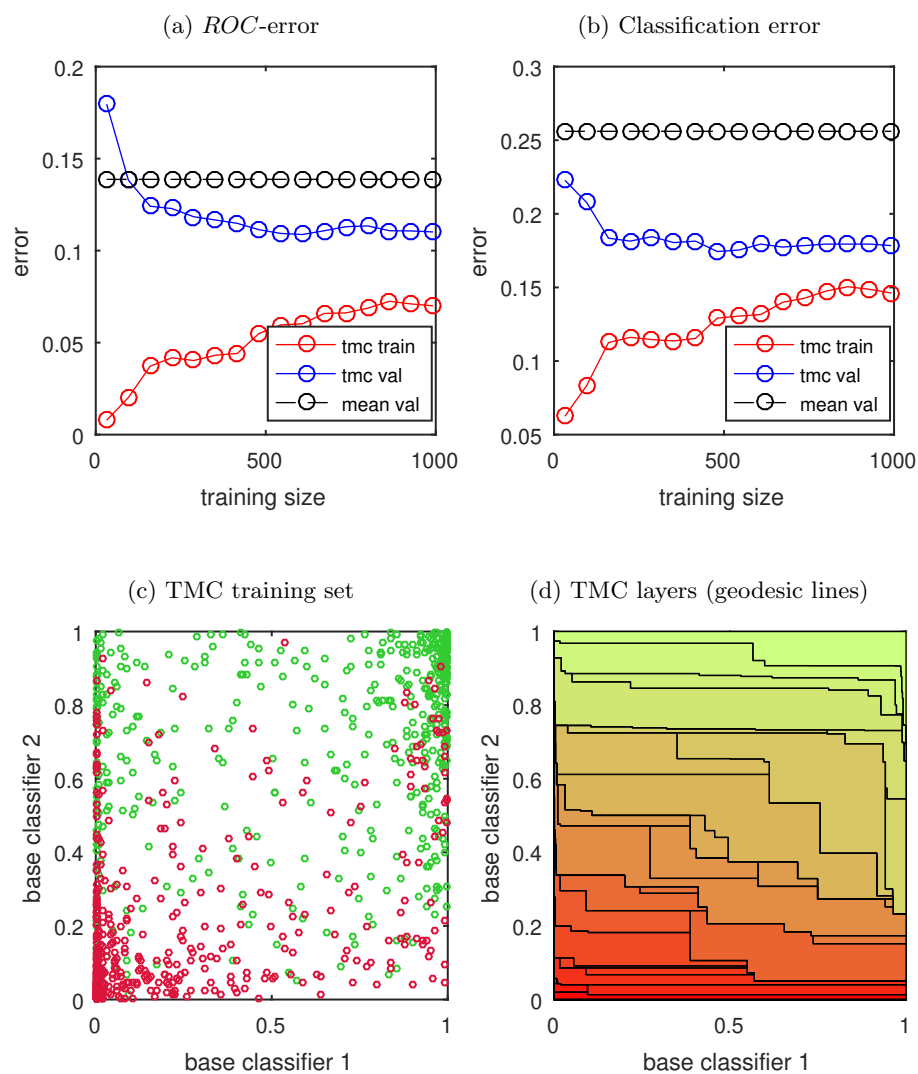 (a) ROC-error
0.2
0.15
0.1
0.05
0
error
0
500
1000
training size
tmc train
tmc val
mean val
(b) Classification error
0.3
0.25
0.2
0.15
0.1
0.05
error
0
500
1000
training size
tmc train
tmc val
mean val
(c) TMC training set
1
0.8
0.6
0.4
0.2
0
base classifier 2
0
0.5
1
base classifier 1
(d) TMC layers (geodesic lines)
1
0.8
0.6
0.4
0.2
0
base classifier 2
0
0.5
1
base classifier 1